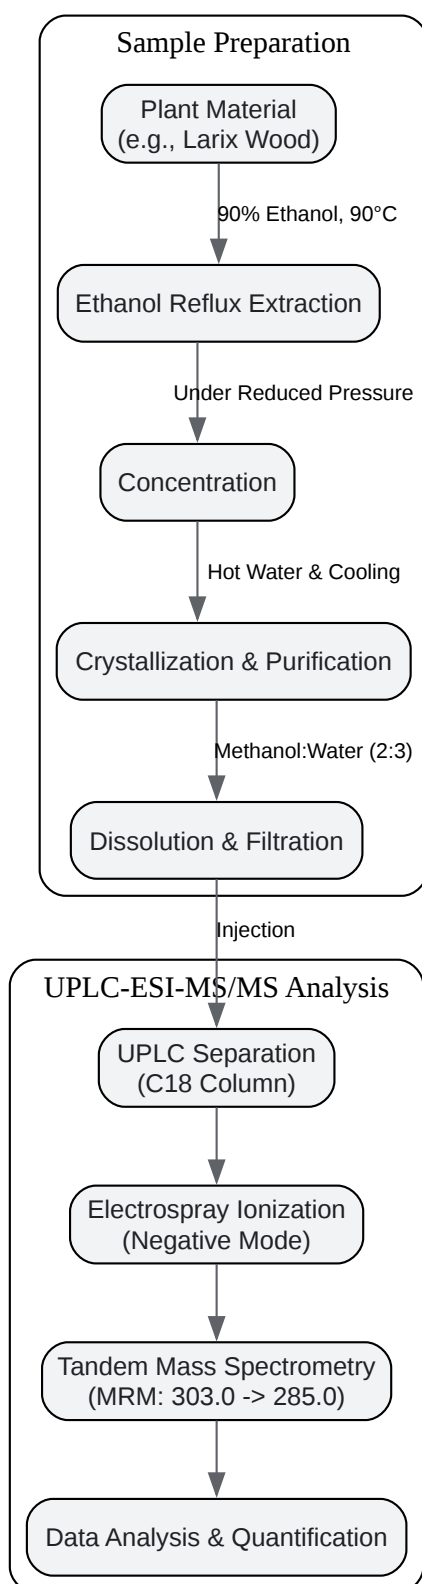 Sample Preparation
Plant Material
(e.g., Larix Wood)
90% Ethanol, 90°C
Ethanol Reflux Extraction
Under Reduced Pressure
Concentration
Hot Water & Cooling
Crystallization & Purification
Methanol:Water (2:3)
Dissolution & Filtration
Injection
UPLC-ESI-MS/MS Analysis
UPLC Separation
(C18 Column)
Electrospray Ionization
(Negative Mode)
Tandem Mass Spectrometry
(MRM: 303.0 -> 285.0)
Data Analysis & Quantification